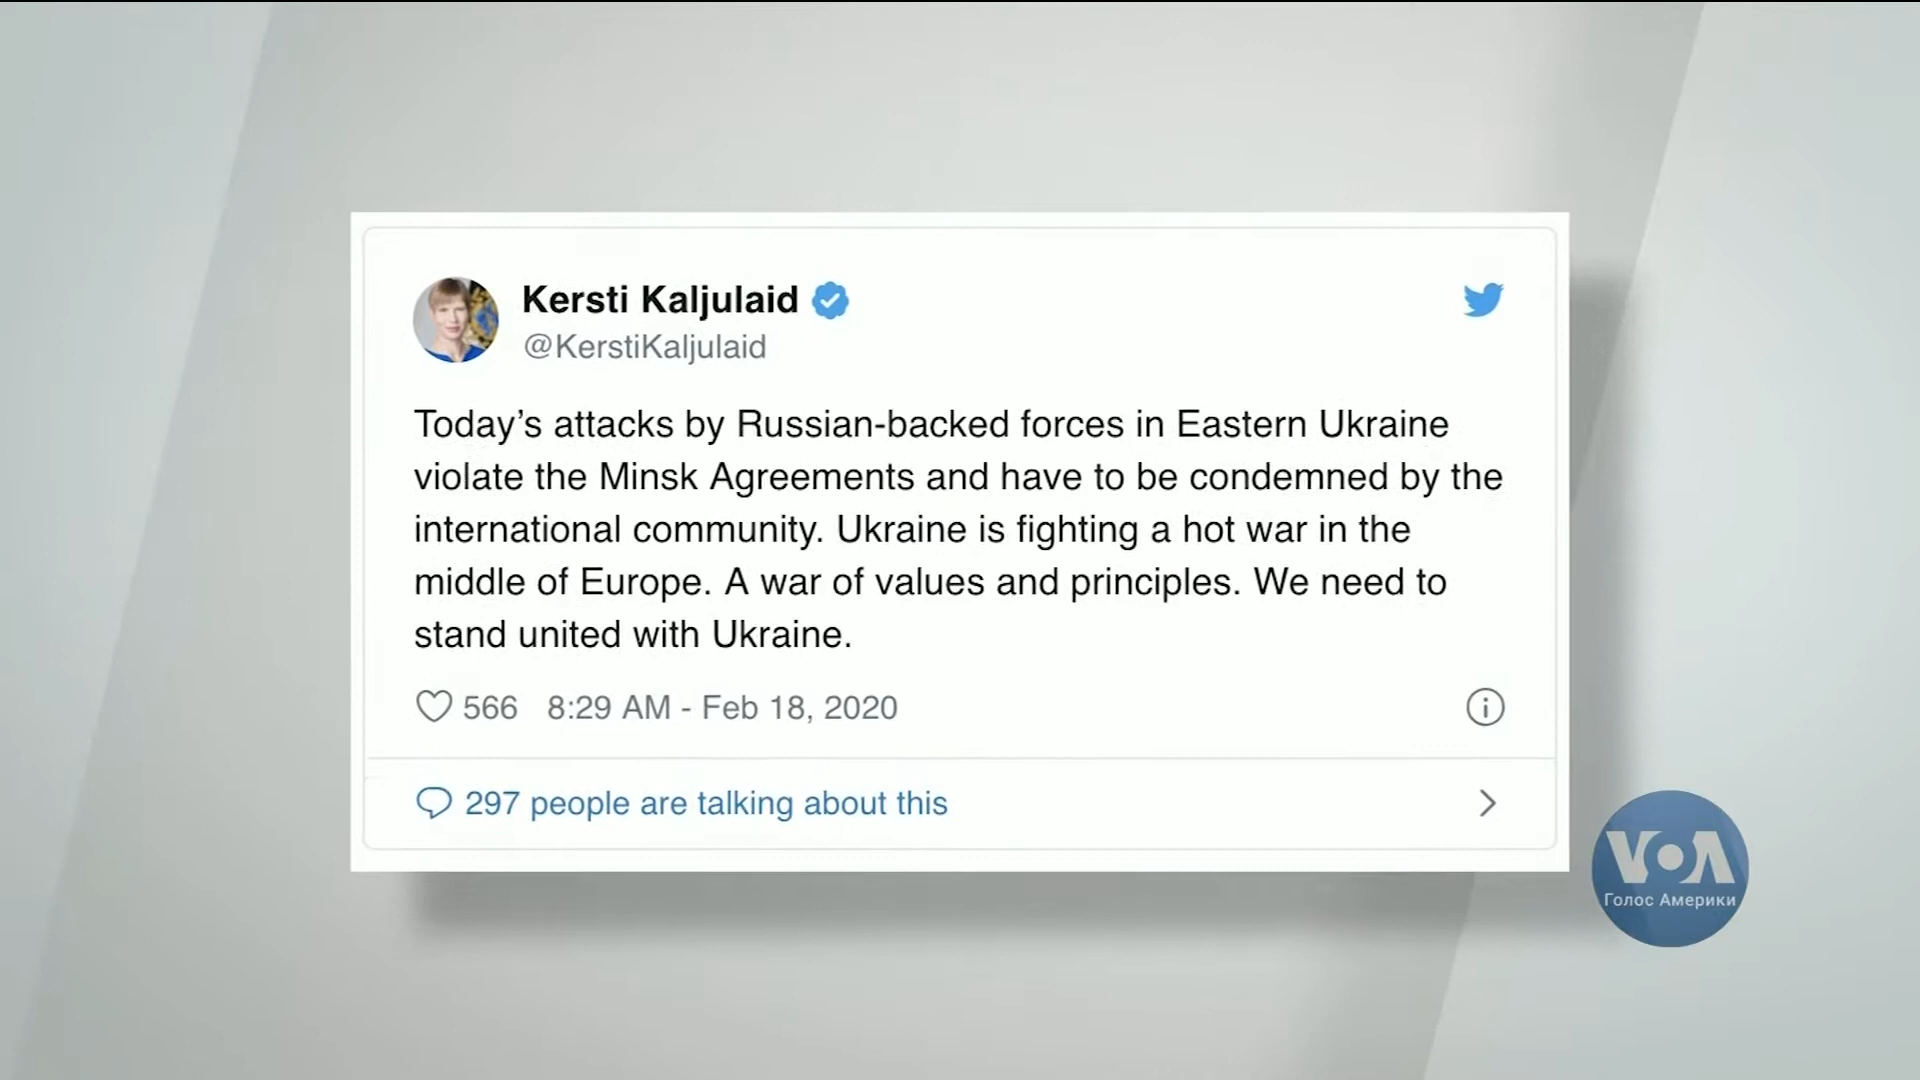 Kersti Kaljulaid
@KerstiKaljulaid
Today’s attacks by Russian-backed forces in Eastern Ukraine
violate the Minsk Agreements and have to be condemned by the
international community. Ukraine is fighting a hot war in the
middle of Europe. A war of values and principles. We need to
stand united with Ukraine.
566 8:29 AM - Feb 18, 2020
297 people are talking about this
VOA
Голос Америки